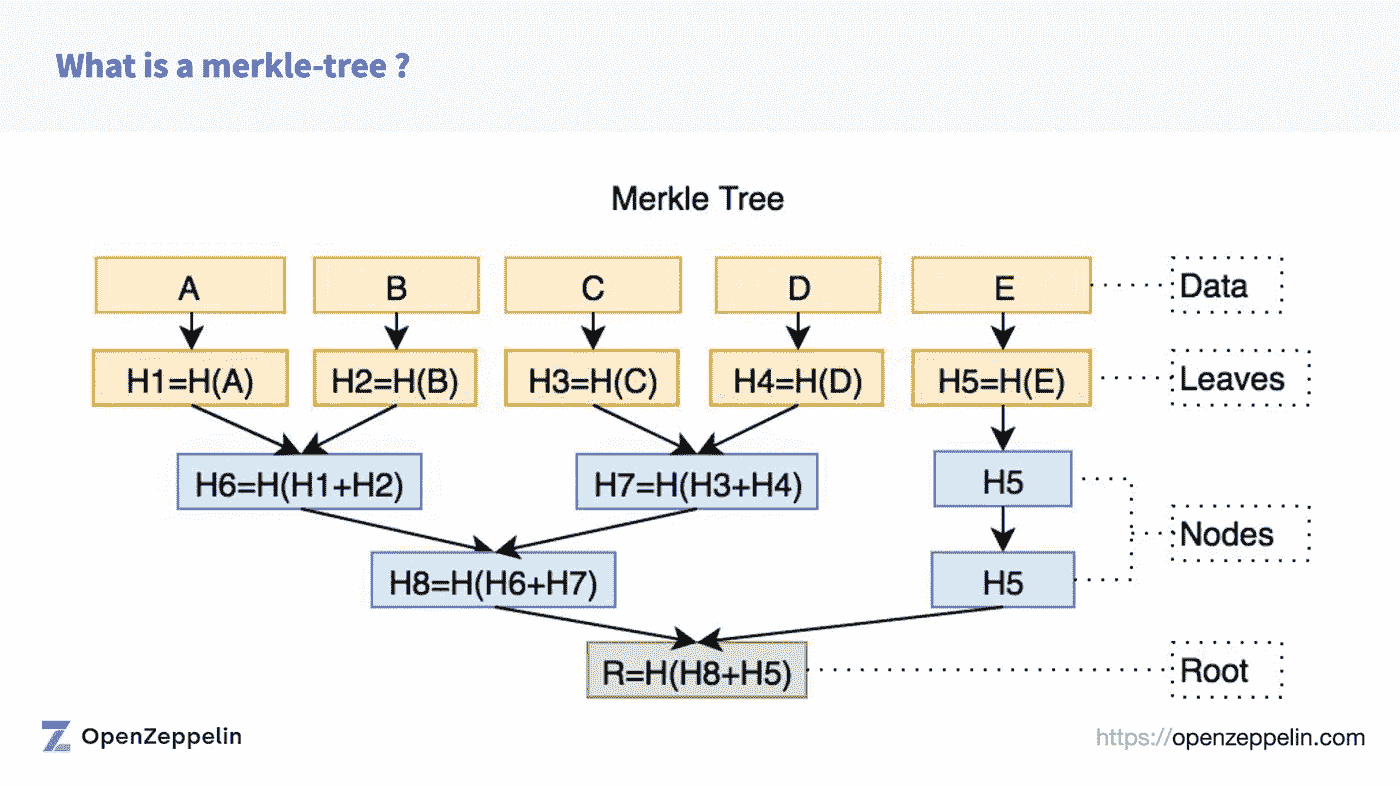 What is a merkle-tree ?
Merkle Tree
A B C D E Data
H1=H(A) H2=H(B) H3=H(C) H4=H(D) H5=H(E) Leaves
H6=H(H1+H2) H7=H(H3+H4) H5
Nodes
H8=H(H6+H7) H5
R=H(H8+H5) Root
OpenZeppelin https://openzeppelin.com